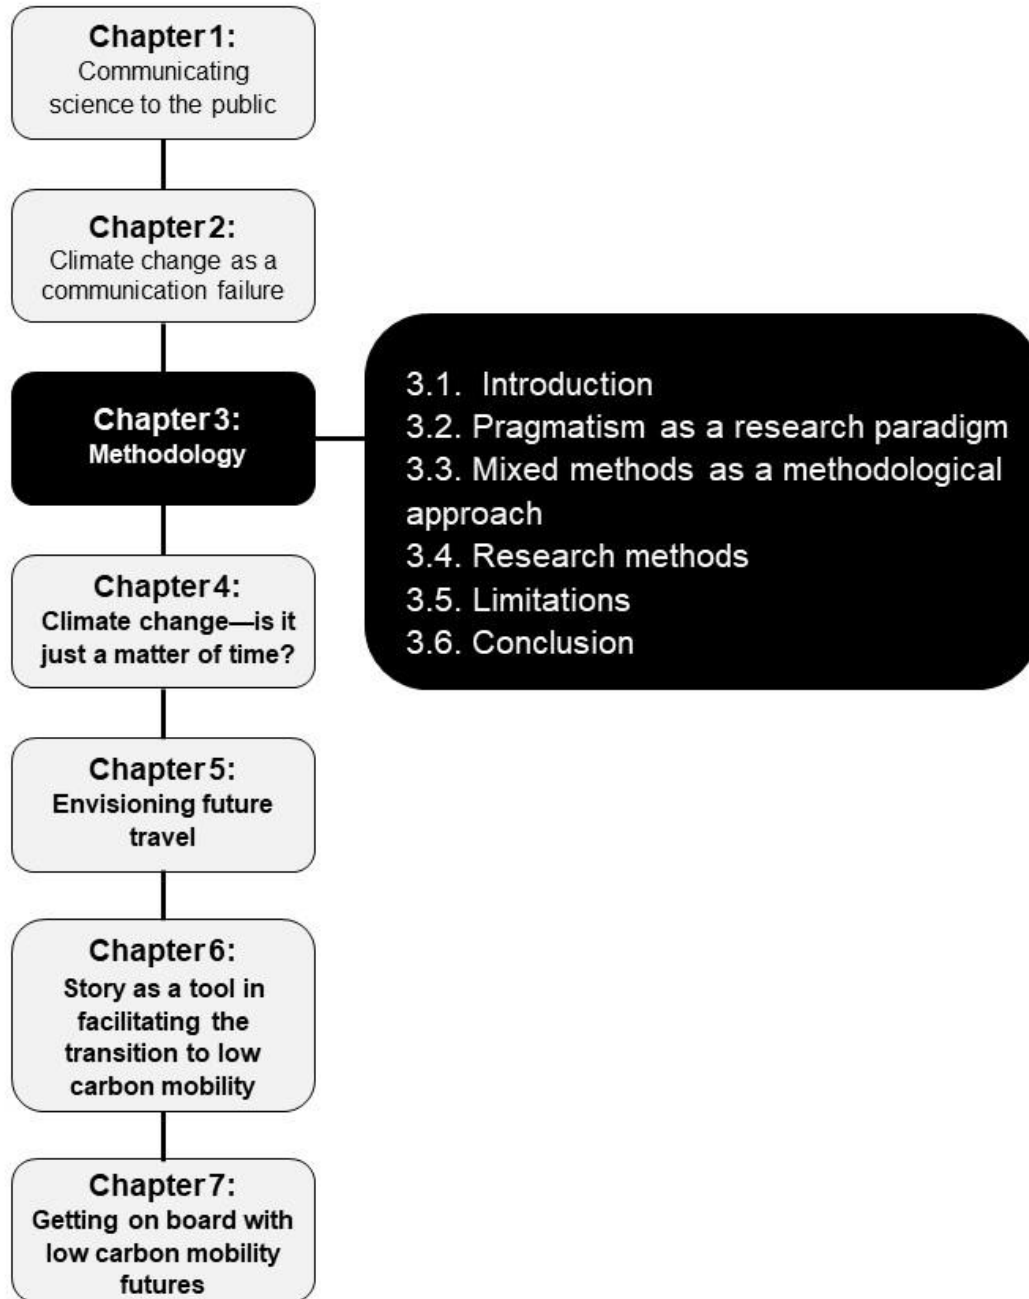 Chapter 1:
Communicating
science to the public
Chapter 2:
Climate change as a
communication failure
Chapter 3:
Methodology
3.1. Introduction
3.2. Pragmatism as a research paradigm
3.3. Mixed methods as a methodological
approach
3.4. Research methods
3.5. Limitations
3.6. Conclusion
Chapter 4:
Climate change—is it
just a matter of time?
Chapter 5:
Envisioning future
travel
Chapter 6:
Story as a tool in
facilitating the
transition to low
carbon mobility
Chapter 7:
Getting on board with
low carbon mobility
futures